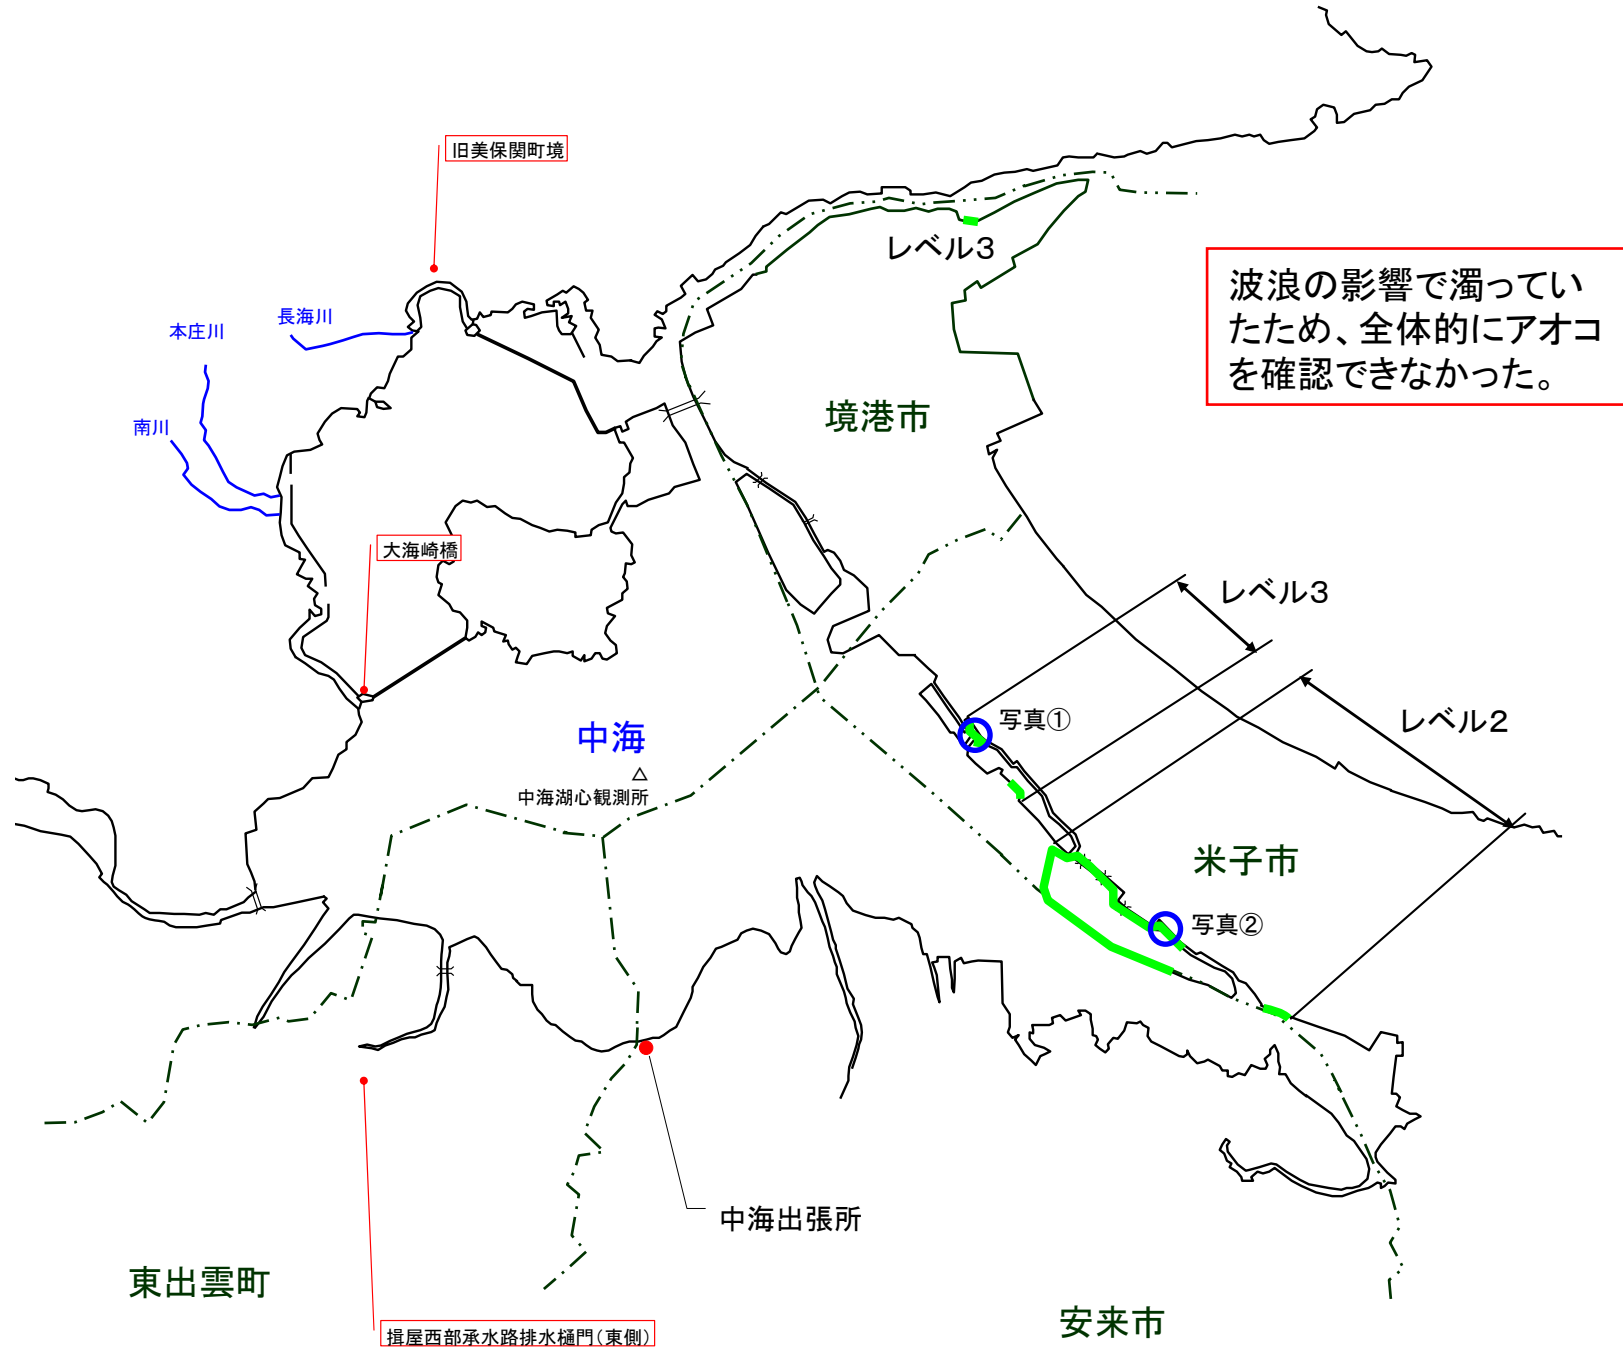 旧美保関町境
レベル3
波浪の影響で濁ってい
たため、全体的にアオコ
を確認できなかった。
長海川
本庄川
南川
境港市
大海崎橋
レベル3
写真①
レベル2
中海
中海湖心観測所
米子市
写真②
中海出張所
東出雲町
揖屋西部承水路排水樋門(東側)
安来市